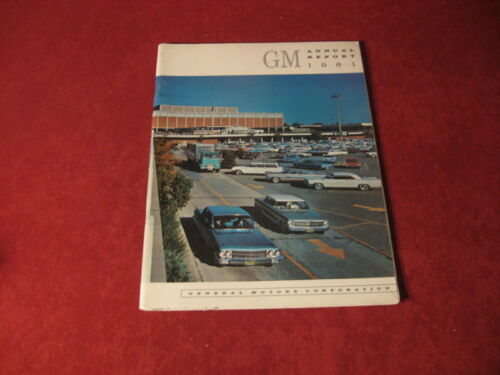 GM ANNUAL
REPORT
1961
GENERAL MOTORS CORPORATION